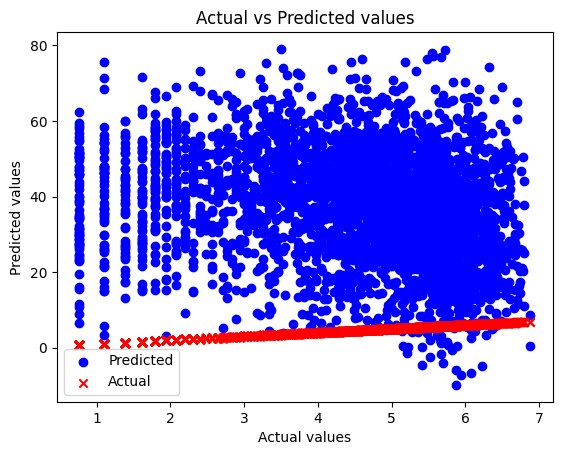 Actual vs Predicted values
Predicted values
80
60
40
20
0
Predicted
Actual
1 2 3 4 5 6 7
Actual values